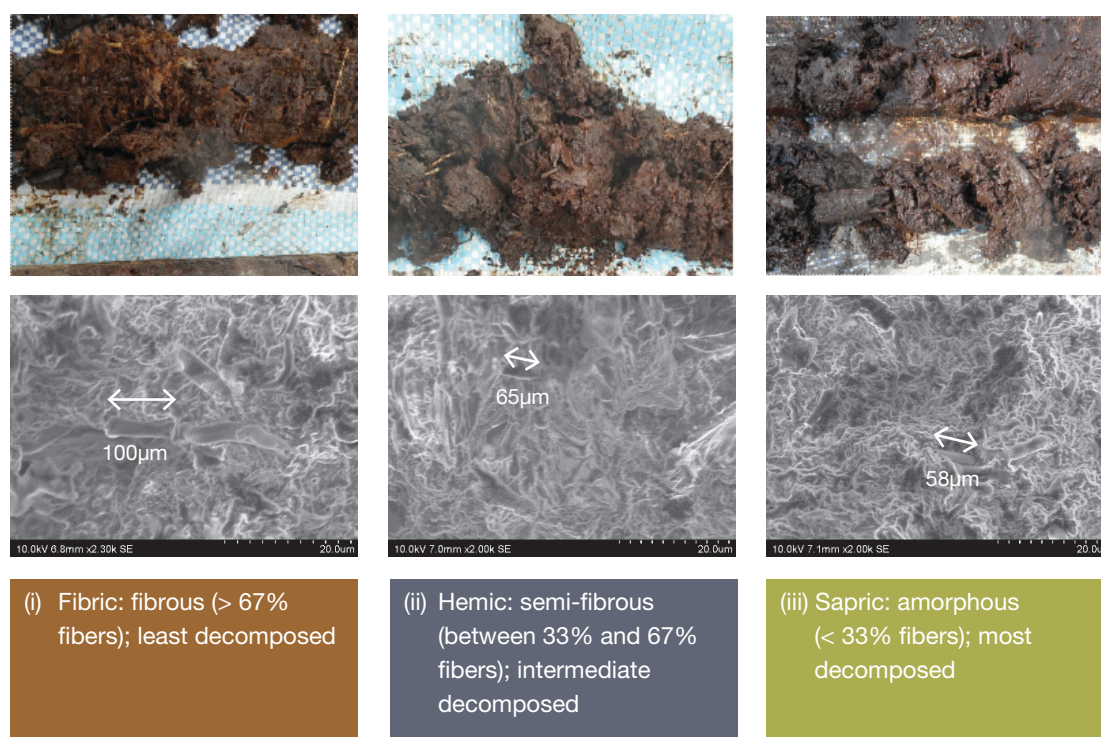 100µm
65µm
58µm
10.0kV 6.8mm x2.30k SE 20.0um
10.0kV 7.0mm x2.00k SE 20.0um
10.0kV 7.1mm x2.00k SE 20.0u
(i) Fibric: fibrous (> 67%
fibers); least decomposed
(ii) Hemic: semi-fibrous
(between 33% and 67%
fibers); intermediate
decomposed
(iii) Sapric: amorphous
(< 33% fibers); most
decomposed